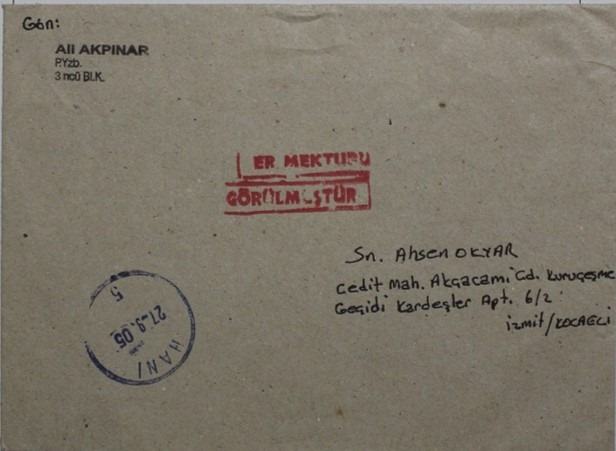 Gön:
Ali AKPINAR
P.Yzb.
3 ncü Bl.K.
ER MEKTUBU
GÖRÜLMÜŞTÜR
Sn. Ahsen OKYAR
Cedit Mah. Akçacami Cd. Kuruçeşme
Geçidi Kardeşler Apt. 6/2
izmit/KOCAELİ
5
27.9.05
HANİ